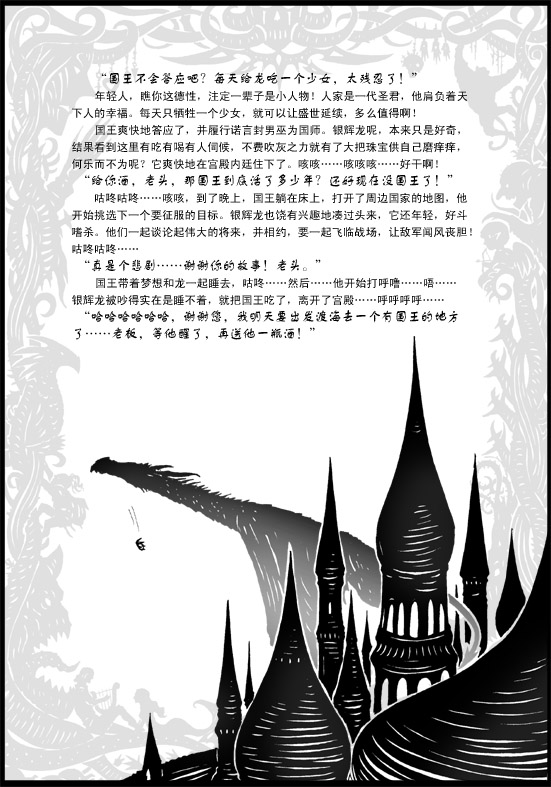 “国王不会答应吧？每天给龙吃一个少女，太残忍了！”
年轻人，瞧你这德性，注定一辈子是小人物！人家是一代圣君，他肩负着天
下人的幸福。每天只牺牲一个少女，就可以让盛世延续，多么值得啊！
国王爽快地答应了，并履行诺言封男巫为国师。银辉龙呢，本来只是好奇，
结果看到这里有吃有喝有人伺候，不费吹灰之力就有了大把珠宝供自己磨痒痒，
何乐而不为呢？它爽快地在宫殿内廷住下了。咳咳……咳咳咳……好干啊！
“给你酒，老头，那国王到底活了多少年？还好现在没国王了！”
咕咚咕咚……咳咳，到了晚上，国王躺在床上，打开了周边国家的地图，他
开始挑选下一个要征服的目标。银辉龙也饶有兴趣地凑过头来，它还年轻，好斗
嗜杀。他们一起谈论起伟大的将来，并相约，要一起飞临战场，让敌军闻风丧胆！
咕咚咕咚……
“真是个悲剧……谢谢你的故事！老头。”
国王带着梦想和龙一起睡去，咕咚……然后……他开始打呼噜……唔……
银辉龙被吵得实在是睡不着，就把国王吃了，离开了宫殿……呼呼呼呼……
“哈哈哈哈哈哈哈，谢谢您，我明天要出发渡海去一个有国王的地方
了……老板，等他醒了，再送他一瓶酒！”